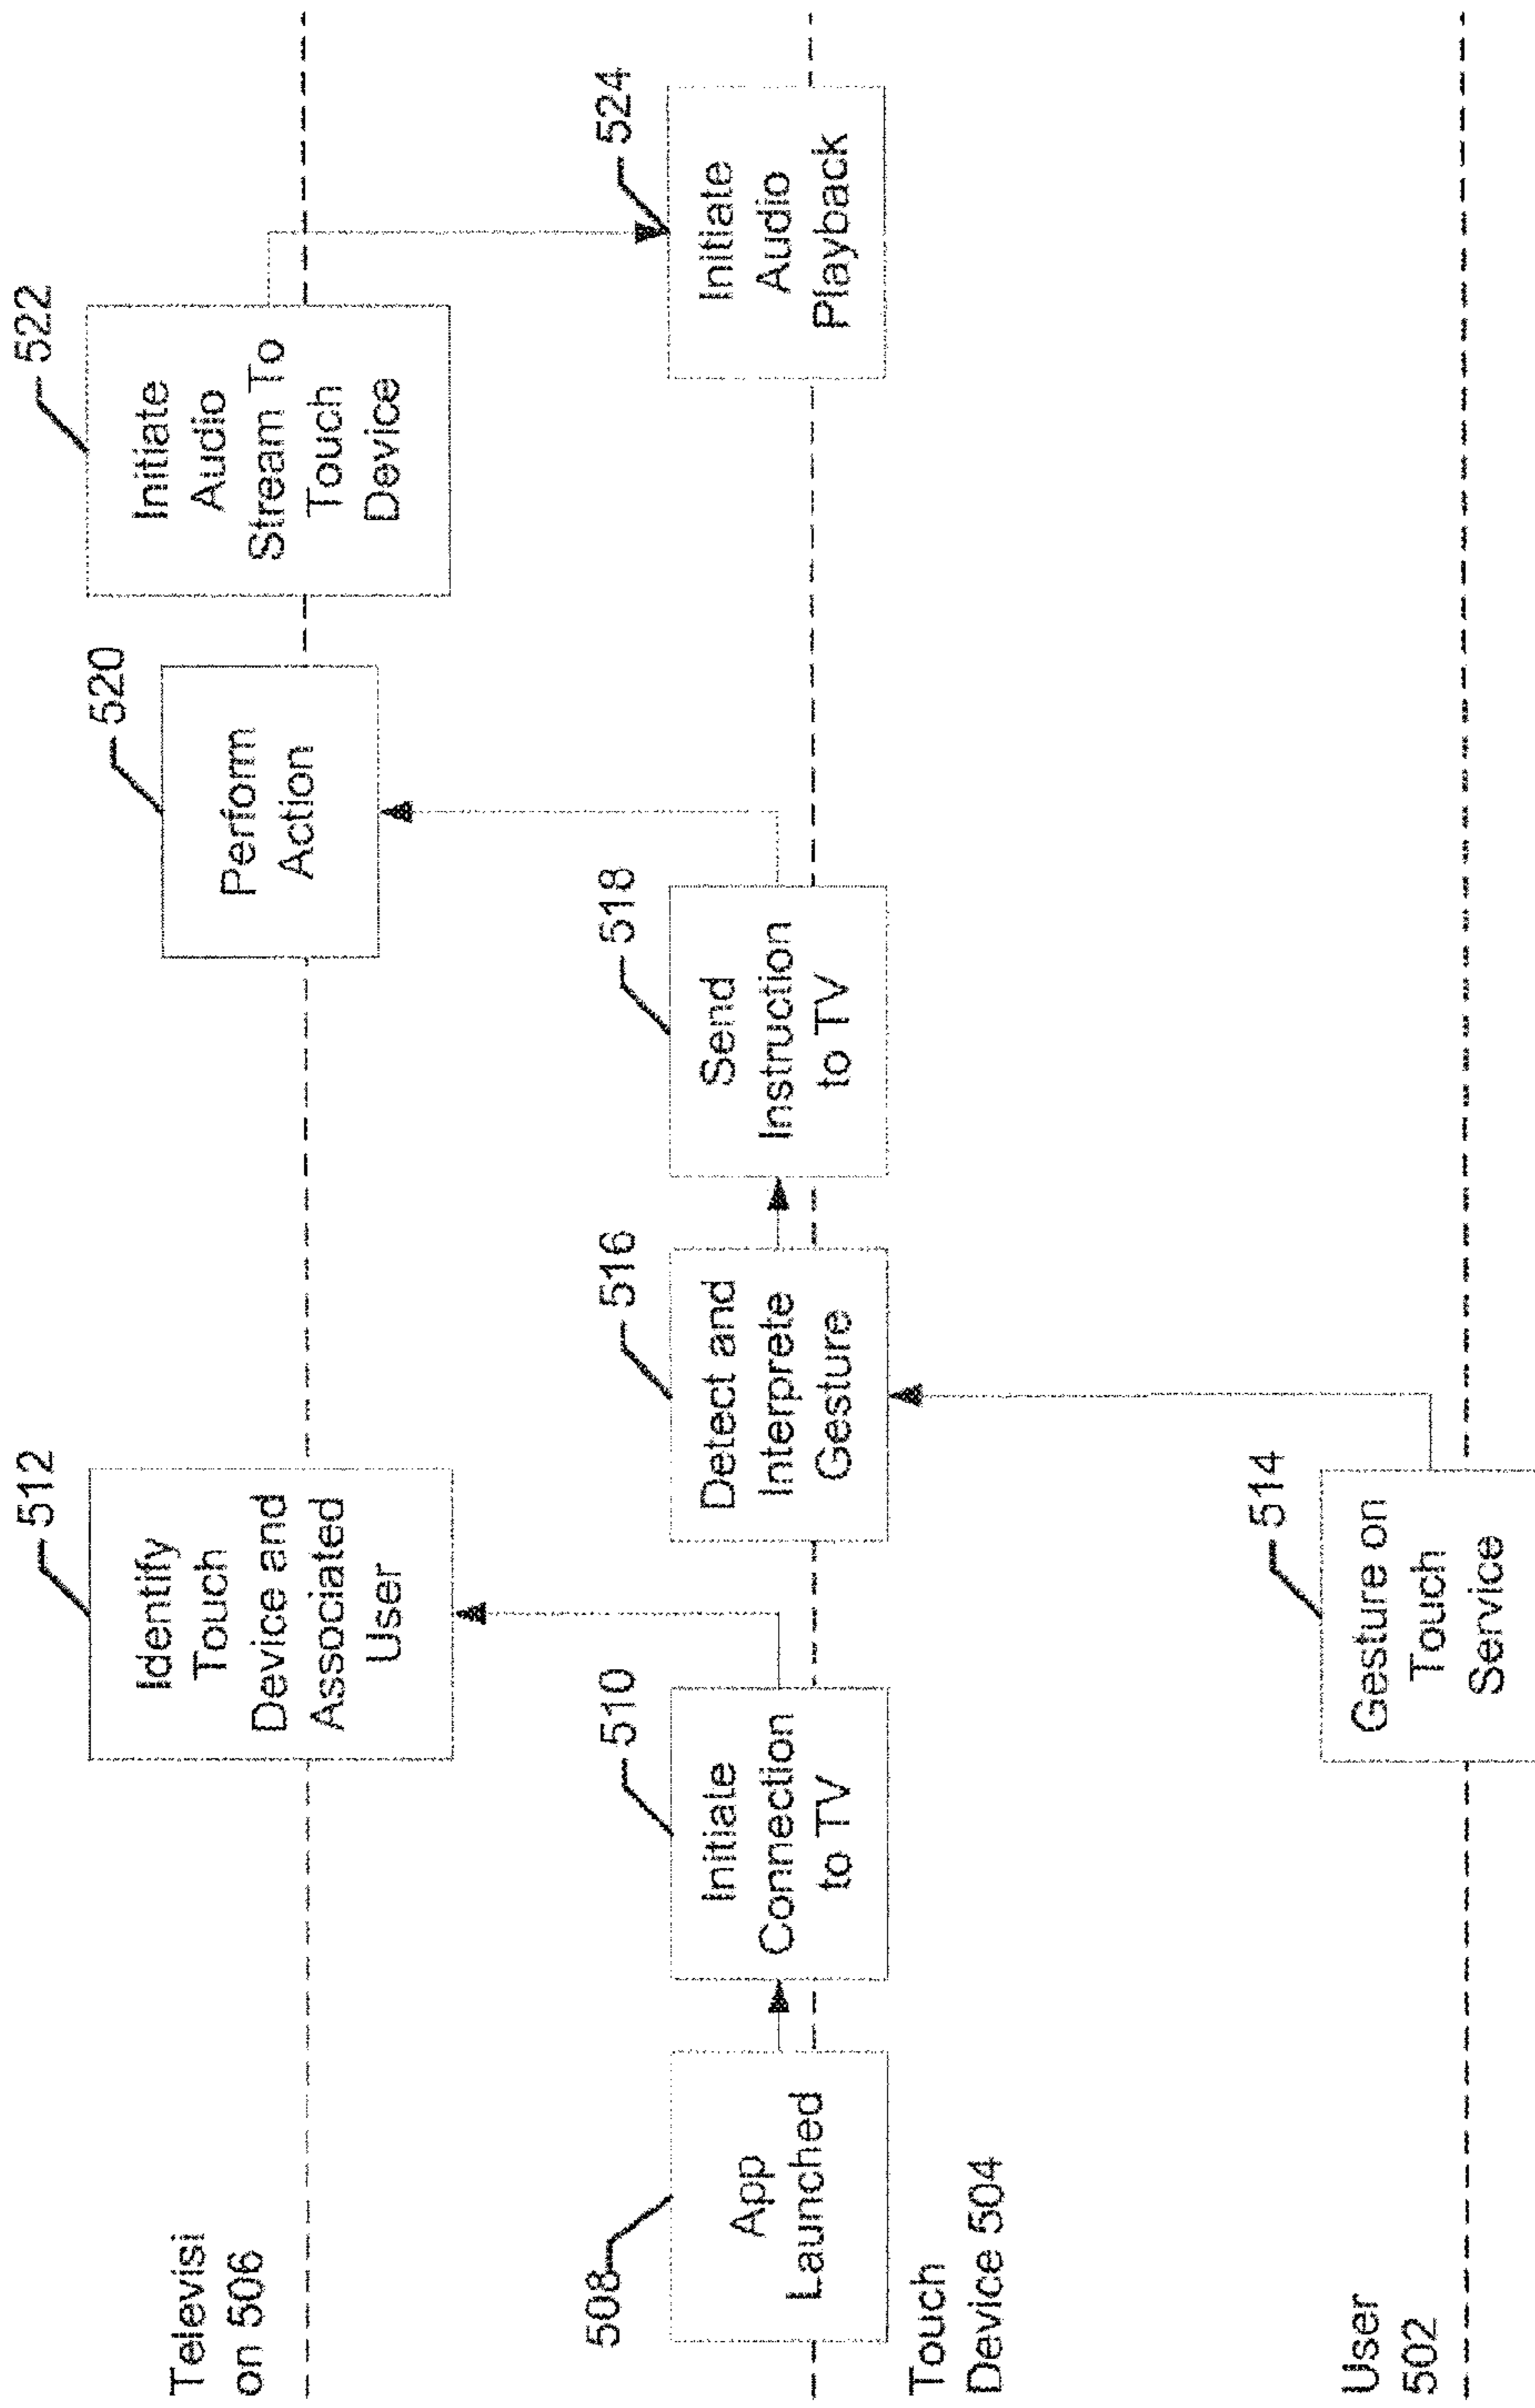 Televisi
on 506
512
Identify
Touch
Device and
Associated
User
520
Perform
Action
522
Initiate
Audio
Stream To
Touch
Device
508
App
Launched
510
Initiate
Connection
to TV
516
Detect and
Interprete
Gesture
518
Send
Instruction
to TV
524
Initiate
Audio
Playback
Touch
Device 504
514
Gesture on
Touch
Service
User
502